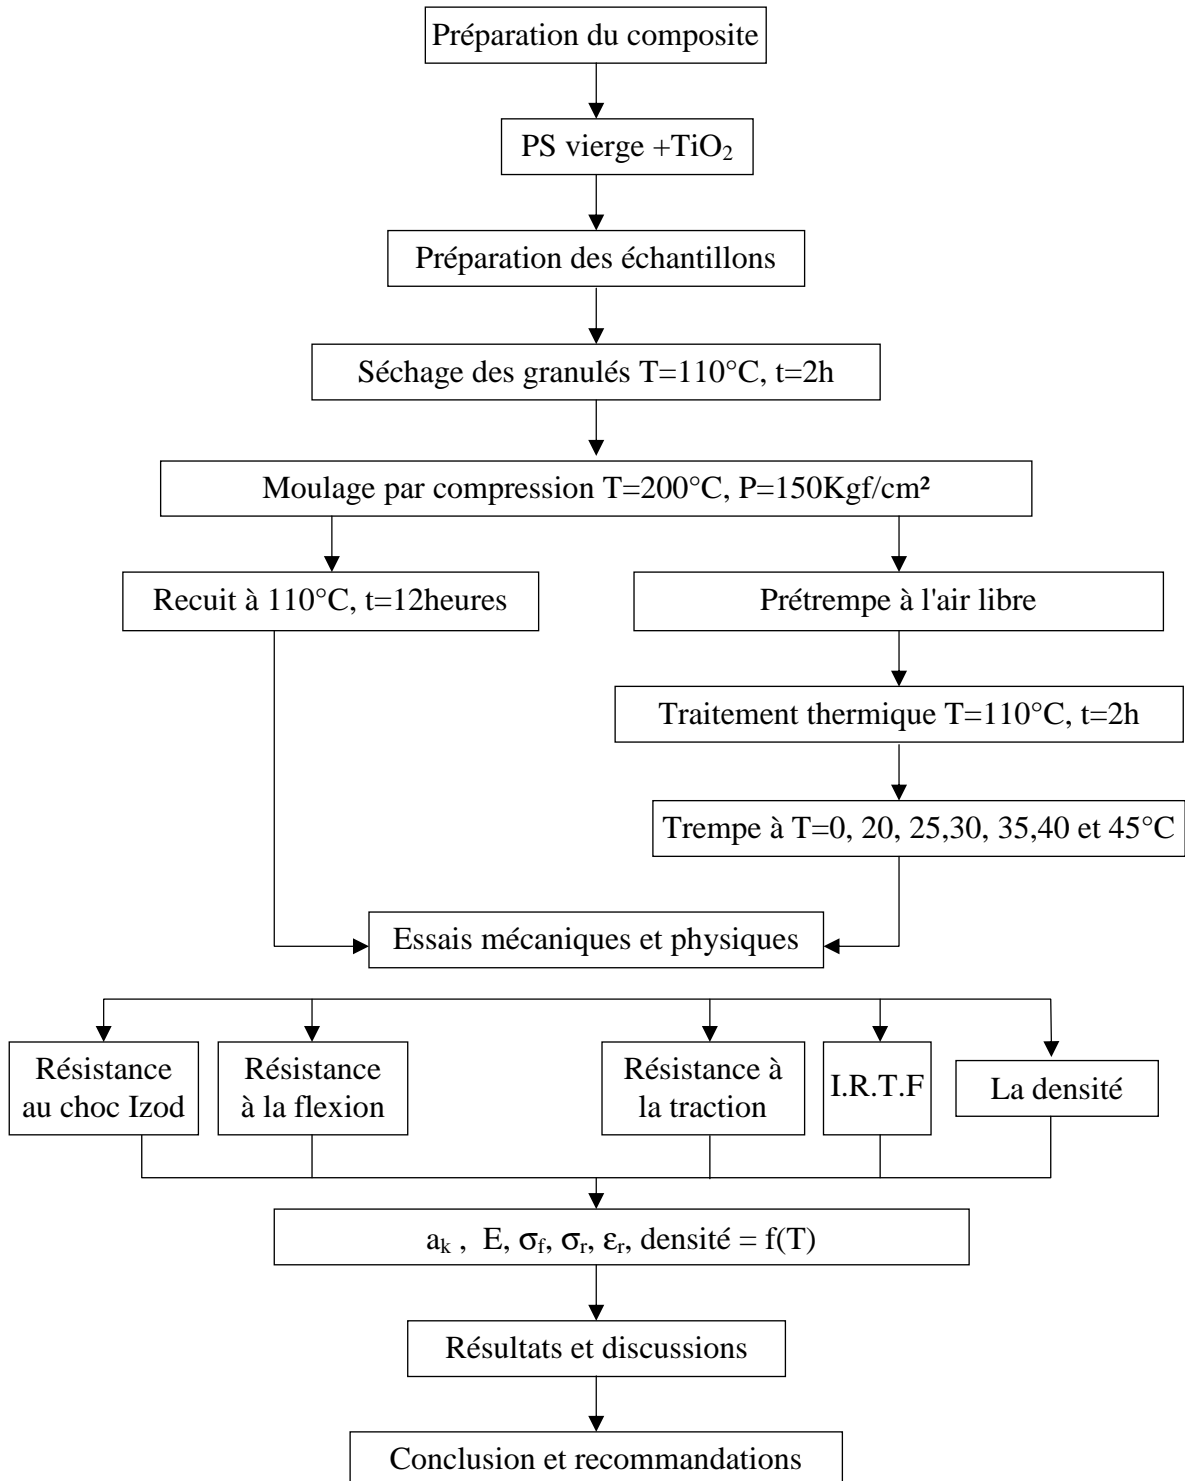 Préparation du composite
PS vierge +TiO₂
Préparation des échantillons
Séchage des granulés T=110°C, t=2h
Moulage par compression T=200°C, P=150Kgf/cm²
Recuit à 110°C, t=12heures
Prétrempe à l'air libre
Traitement thermique T=110°C, t=2h
Trempe à T=0, 20, 25,30, 35,40 et 45°C
Essais mécaniques et physiques
Résistance
au choc Izod
Résistance
à la flexion
Résistance à
la traction
I.R.T.F
La densité
aₖ , E, σf, σᵣ, εᵣ, densité = f(T)
Résultats et discussions
Conclusion et recommandations